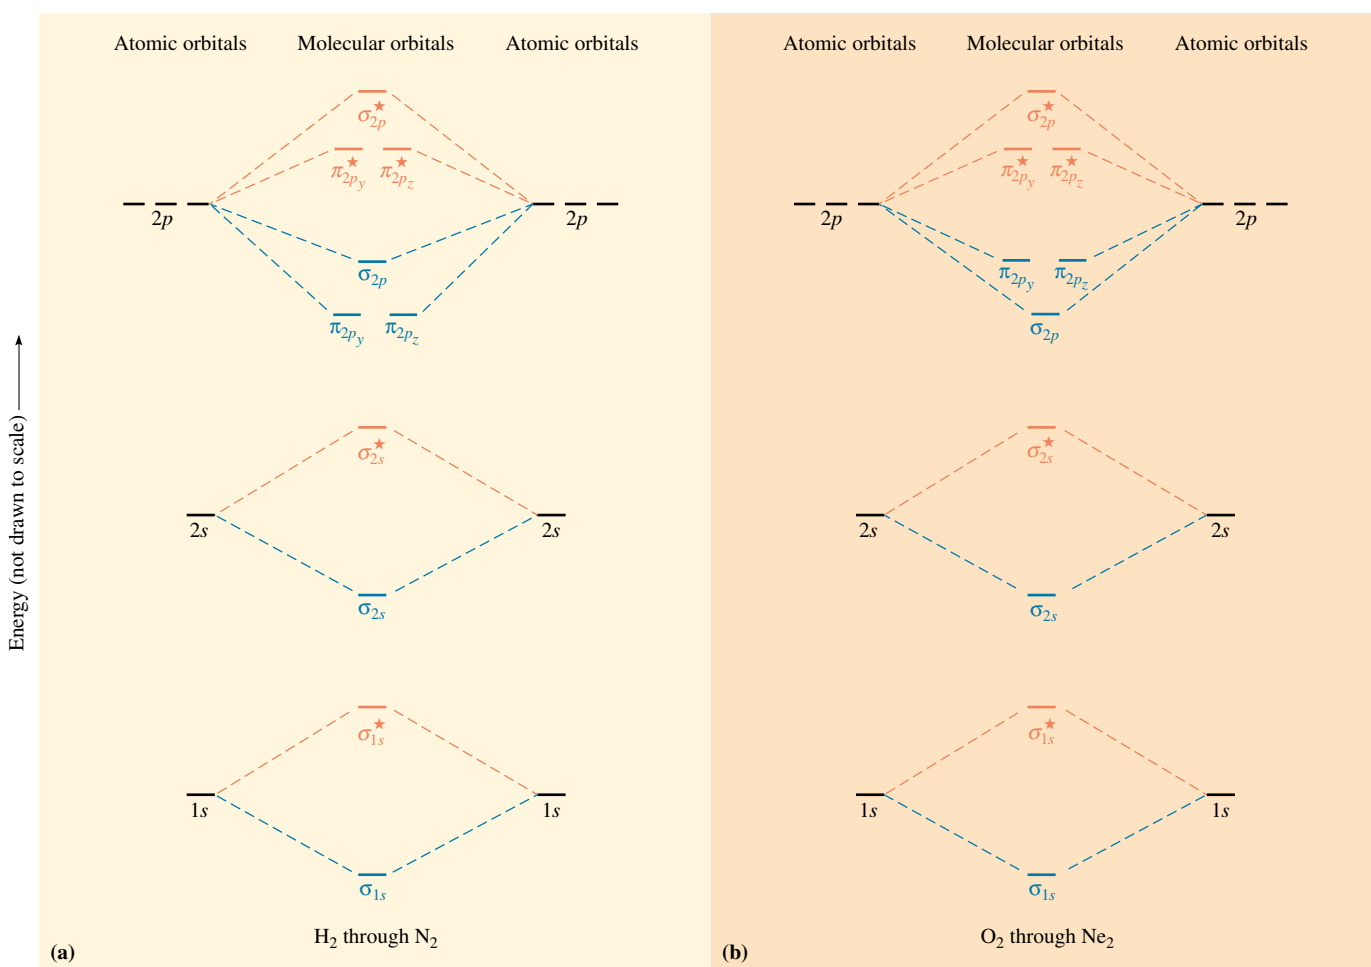 Energy (not drawn to scale)
Atomic orbitals Molecular orbitals Atomic orbitals
σ★2p
π★2py π★2pz
2p 2p
σ2p
π2py π2pz
σ★2s
2s 2s
σ2s
σ★1s
1s 1s
σ1s
(a) H2 through N2
Atomic orbitals Molecular orbitals Atomic orbitals
σ★2p
π★2py π★2pz
2p 2p
π2py π2pz
σ2p
σ★2s
2s 2s
σ2s
σ★1s
1s 1s
σ1s
(b) O2 through Ne2